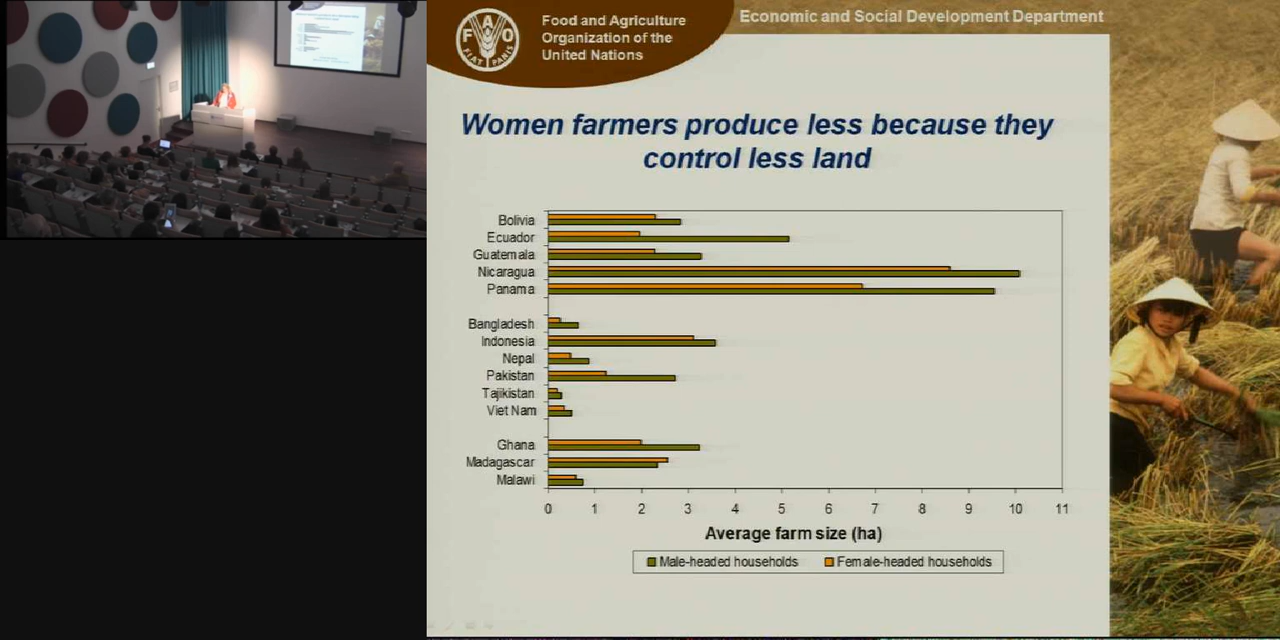 FAO
FIAT PANIS
Food and Agriculture
Organization of the
United Nations
Economic and Social Development Department
Women farmers produce less because they
control less land
Bolivia
Ecuador
Guatemala
Nicaragua
Panama
Bangladesh
Indonesia
Nepal
Pakistan
Tajikistan
Viet Nam
Ghana
Madagascar
Malawi
0 1 2 3 4 5 6 7 8 9 10 11
Average farm size (ha)
Male-headed households Female-headed households